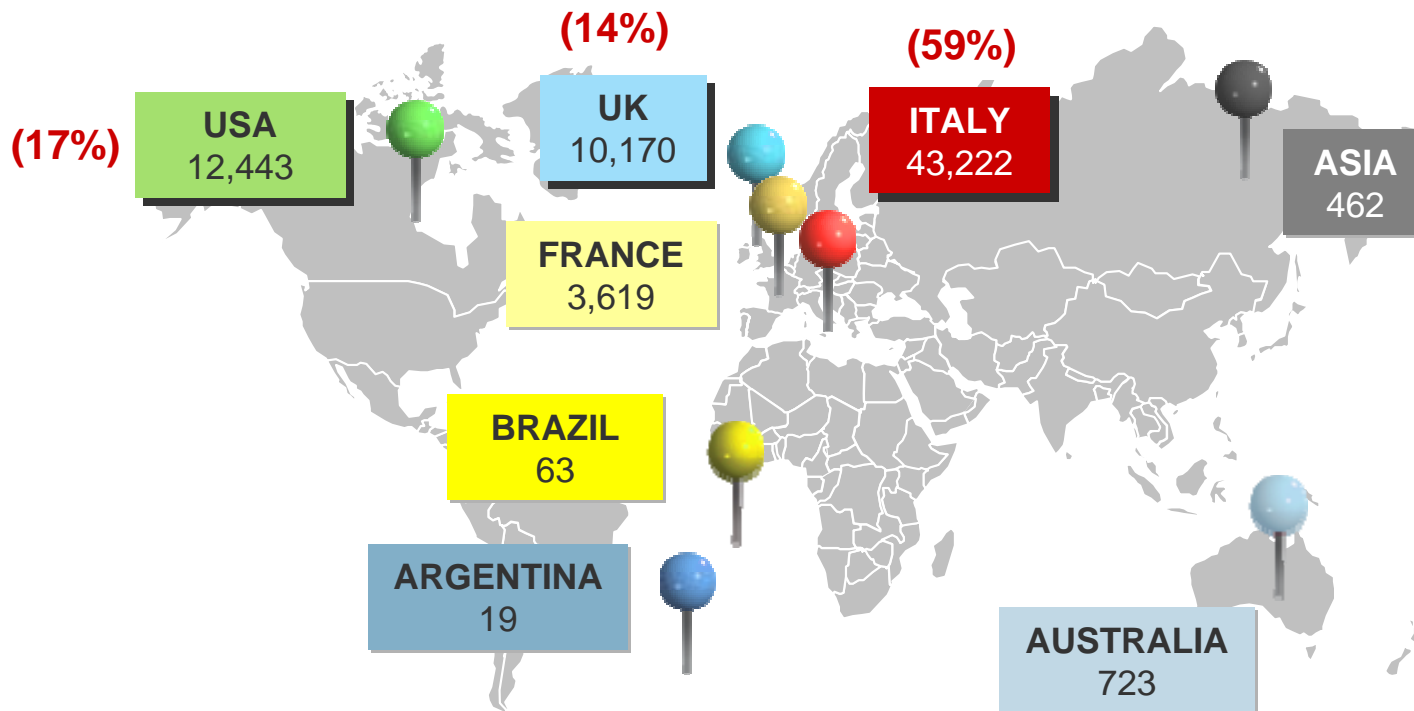 (14%)
(59%)
(17%)
USA
12,443
UK
10,170
ITALY
43,222
ASIA
462
FRANCE
3,619
BRAZIL
63
ARGENTINA
19
AUSTRALIA
723